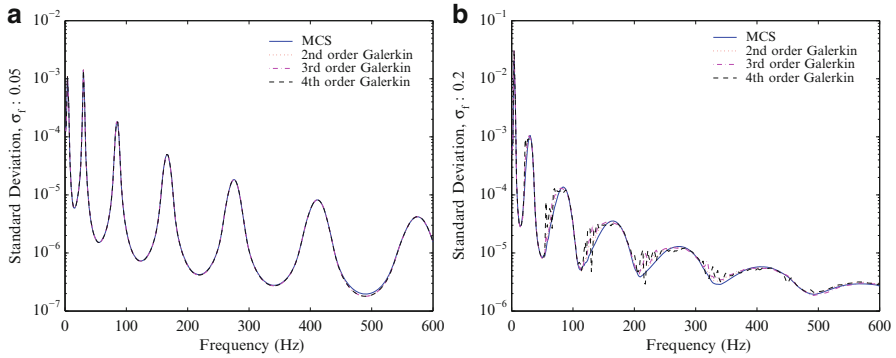 a
Standard Deviation, σf : 0.05
10⁻²
10⁻³
10⁻⁴
10⁻⁵
10⁻⁶
10⁻⁷
MCS
2nd order Galerkin
3rd order Galerkin
4th order Galerkin
0 100 200 300 400 500 600
Frequency (Hz)
b
Standard Deviation, σf : 0.2
10⁻¹
10⁻²
10⁻³
10⁻⁴
10⁻⁵
10⁻⁶
MCS
2nd order Galerkin
3rd order Galerkin
4th order Galerkin
0 100 200 300 400 500 600
Frequency (Hz)